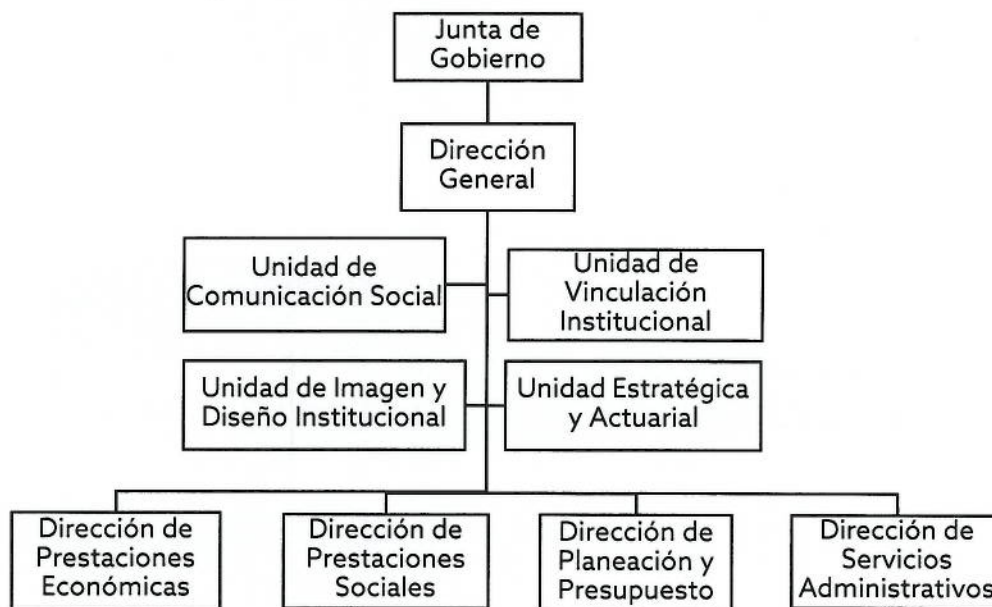 Junta de
Gobierno
Dirección
General
Unidad de
Comunicación Social
Unidad de
Vinculación
Institucional
Unidad de Imagen y
Diseño Institucional
Unidad Estratégica
y Actuarial
Dirección de
Prestaciones
Económicas
Dirección de
Prestaciones
Sociales
Dirección de
Planeación y
Presupuesto
Dirección de
Servicios
Administrativos